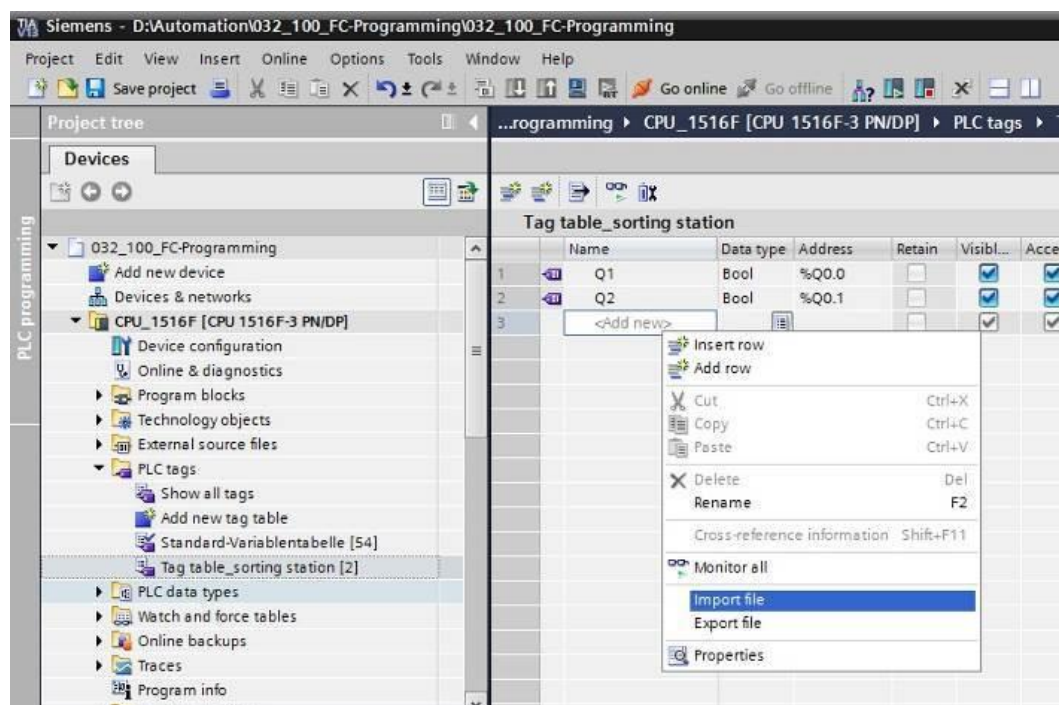 Siemens - D:\Automation\032_100_FC-Programming\032_100_FC-Programming
Project Edit View Insert Online Options Tools Window Help
Save project Go online Go offline
Project tree
...rogramming ▸ CPU_1516F [CPU 1516F-3 PN/DP] ▸ PLC tags ▸
Devices
PLC programming
Tag table_sorting station
Name Data type Address Retain Visibl... Acce
1 Q1 Bool %Q0.0
2 Q2 Bool %Q0.1
3 <Add new>
032_100_FC-Programming
Add new device
Devices & networks
CPU_1516F [CPU 1516F-3 PN/DP]
Device configuration
Online & diagnostics
Program blocks
Technology objects
External source files
PLC tags
Show all tags
Add new tag table
Standard-Variablentabelle [54]
Tag table_sorting station [2]
PLC data types
Watch and force tables
Online backups
Traces
Program info
Insert row
Add row
Cut Ctrl+X
Copy Ctrl+C
Paste Ctrl+V
Delete Del
Rename F2
Cross-reference information Shift+F11
Monitor all
Import file
Export file
Properties